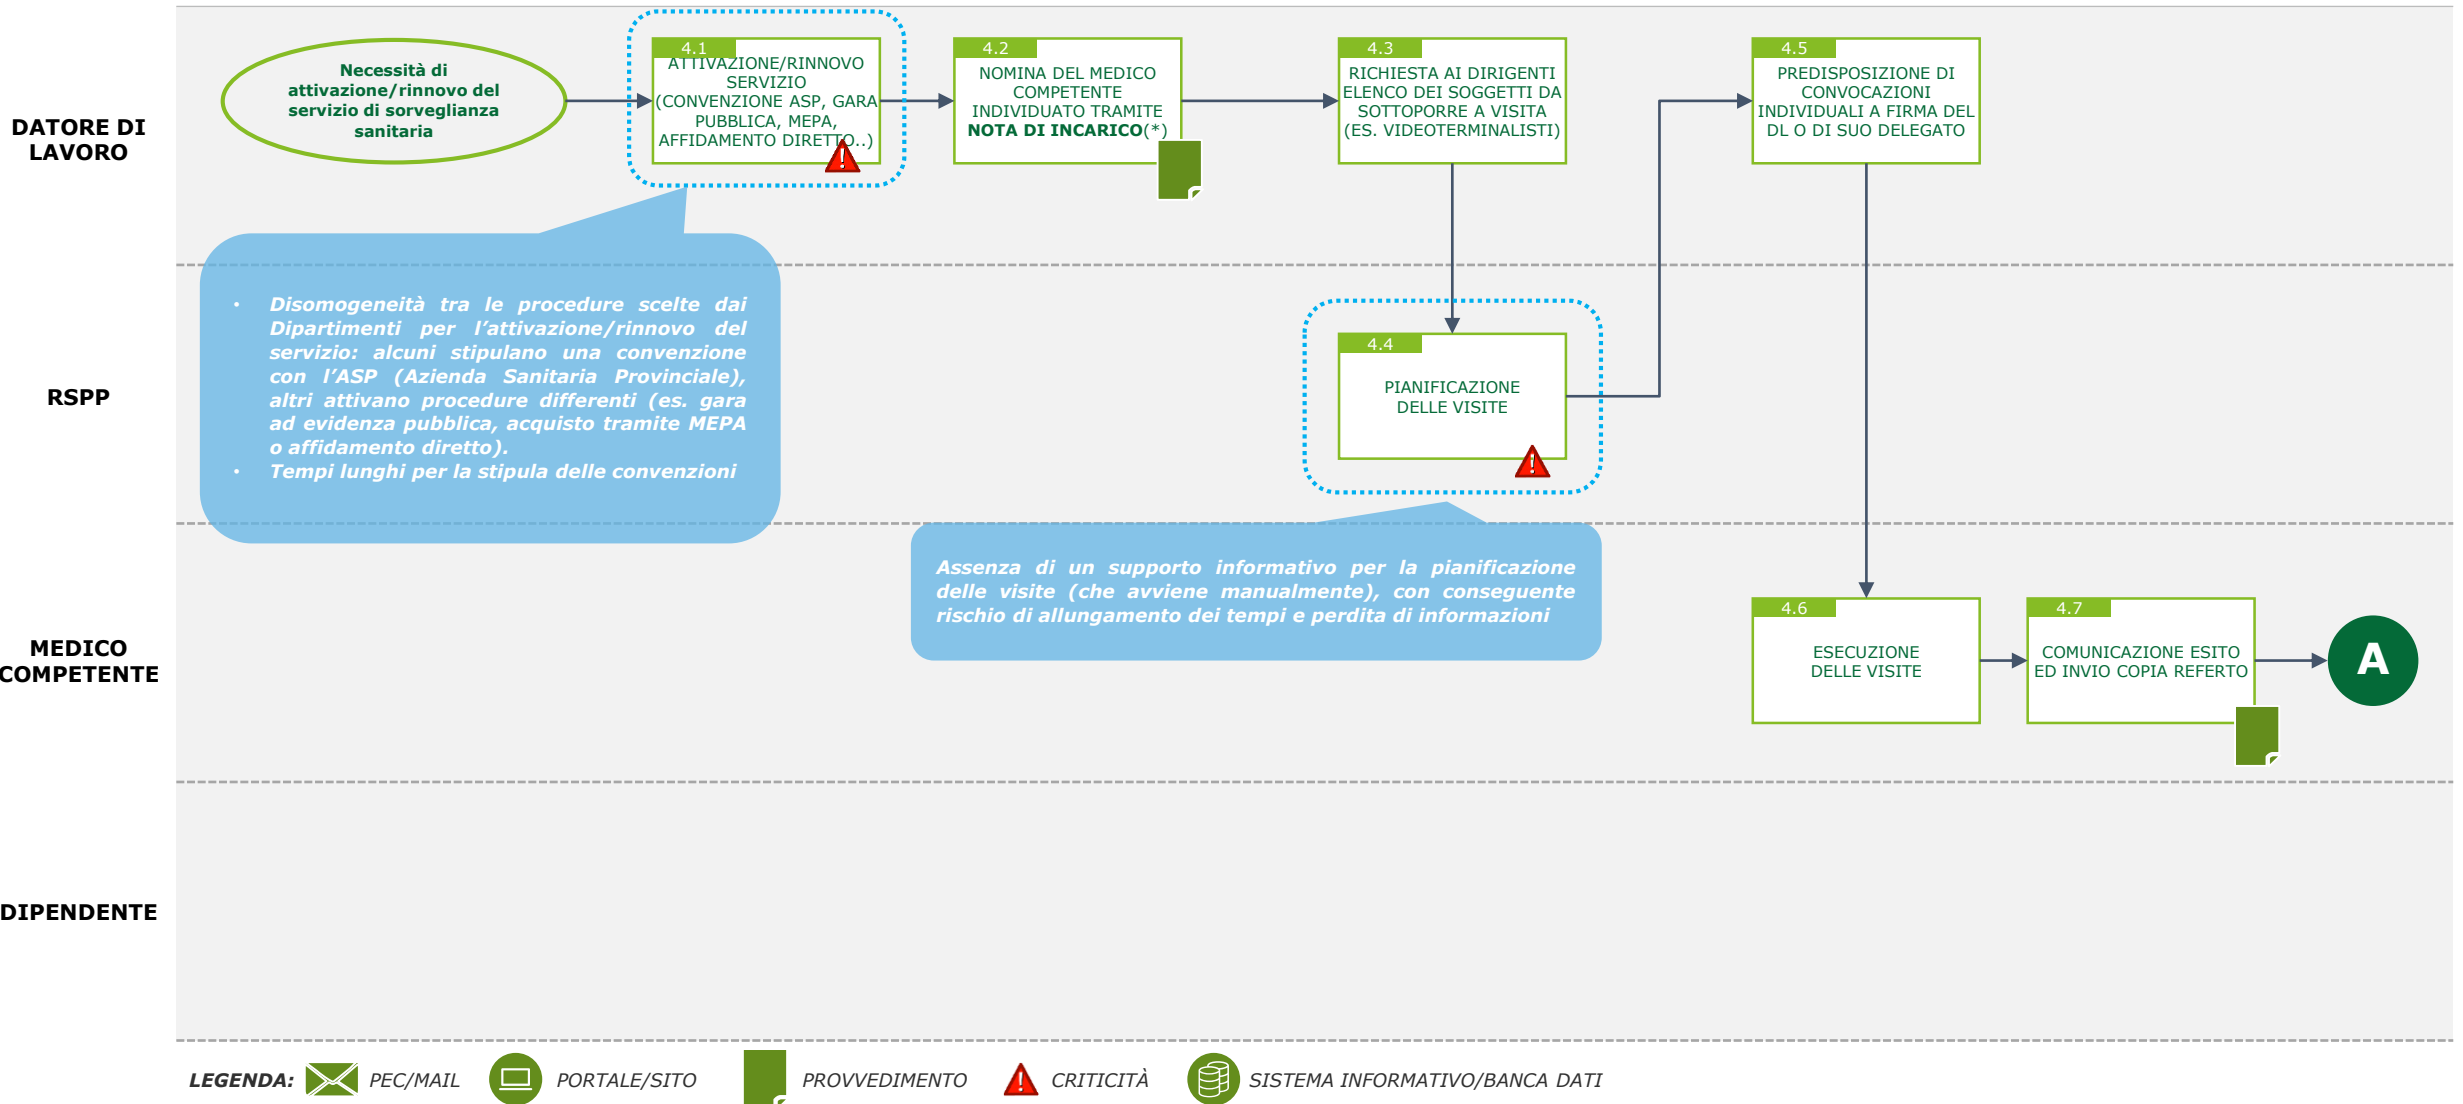 DATORE DI
LAVORO
Necessità di
attivazione/rinnovo del
servizio di sorveglianza
sanitaria
4.1
ATTIVAZIONE/RINNOVO
SERVIZIO
(CONVENZIONE ASP, GARA
PUBBLICA, MEPA,
AFFIDAMENTO DIRETTO..)
4.2
NOMINA DEL MEDICO
COMPETENTE
INDIVIDUATO TRAMITE
NOTA DI INCARICO(*)
4.3
RICHIESTA AI DIRIGENTI
ELENCO DEI SOGGETTI DA
SOTTOPORRE A VISITA
(ES. VIDEOTERMINALISTI)
4.5
PREDISPOSIZIONE DI
CONVOCAZIONI
INDIVIDUALI A FIRMA DEL
DL O DI SUO DELEGATO
• Disomogeneità tra le procedure scelte dai
Dipartimenti per l’attivazione/rinnovo del
servizio: alcuni stipulano una convenzione
con l’ASP (Azienda Sanitaria Provinciale),
altri attivano procedure differenti (es. gara
ad evidenza pubblica, acquisto tramite MEPA
o affidamento diretto).
• Tempi lunghi per la stipula delle convenzioni
RSPP
4.4
PIANIFICAZIONE
DELLE VISITE
Assenza di un supporto informativo per la pianificazione
delle visite (che avviene manualmente), con conseguente
rischio di allungamento dei tempi e perdita di informazioni
MEDICO
COMPETENTE
4.6
ESECUZIONE
DELLE VISITE
4.7
COMUNICAZIONE ESITO
ED INVIO COPIA REFERTO
A
DIPENDENTE
LEGENDA: PEC/MAIL PORTALE/SITO PROVVEDIMENTO CRITICITÀ SISTEMA INFORMATIVO/BANCA DATI